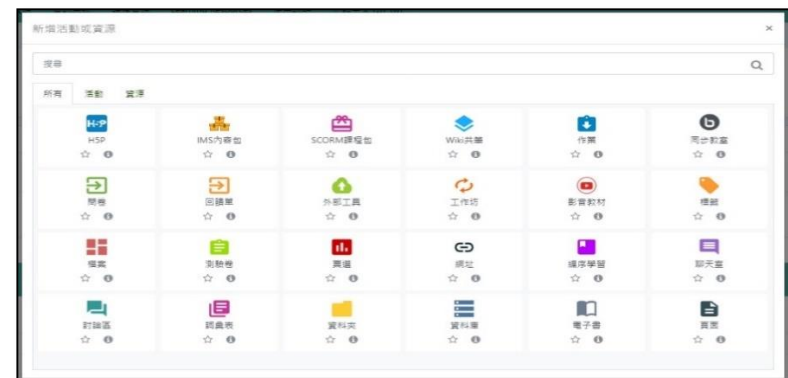 新增活動或資源
搜尋
所有 活動 資源
H5P IMS內容包 SCORM課程包 Wiki共筆 作業 同步教室
問卷 回饋單 外部工具 工作坊 影音教材 標籤
檔案 測驗卷 票選 網址 編序學習 聊天室
討論區 詞彙表 資料夾 資料庫 電子書 頁面